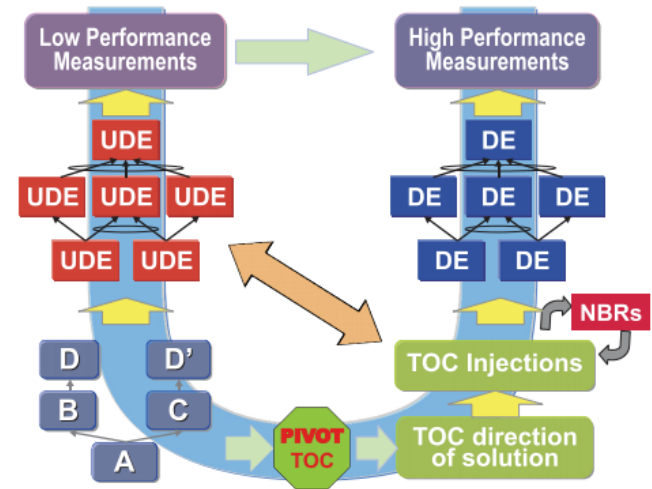 Low Performance
Measurements
High Performance
Measurements
UDE
UDE UDE UDE
UDE UDE
DE
DE DE DE
DE DE
NBRs
TOC Injections
D D’
B C
A
PIVOT
TOC
TOC direction
of solution